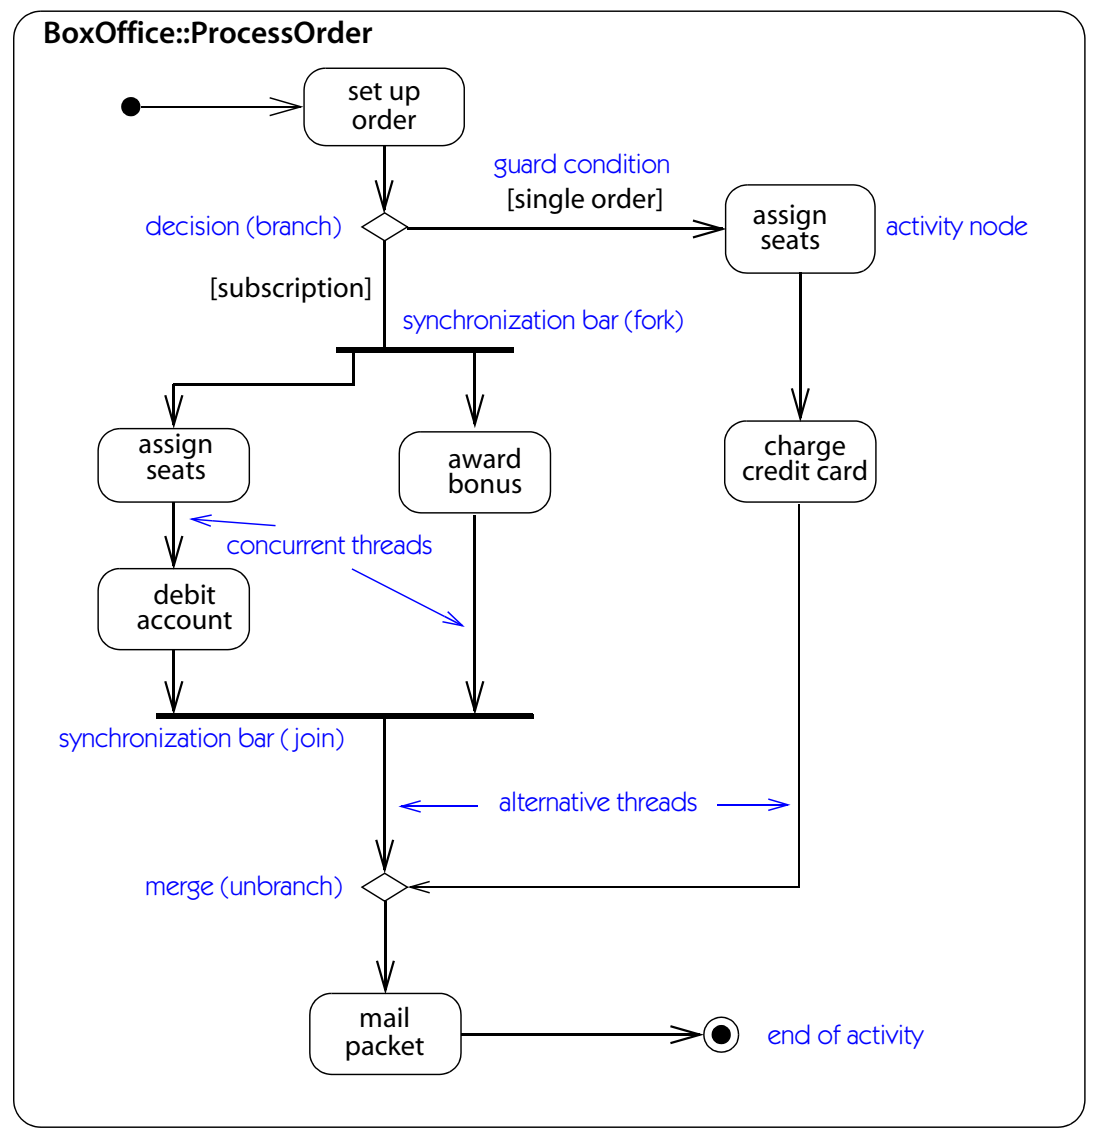 BoxOffice::ProcessOrder
set up
order
guard condition
[single order]
decision (branch)
assign
seats
activity node
[subscription]
synchronization bar (fork)
assign
seats
award
bonus
charge
credit card
concurrent threads
debit
account
synchronization bar (join)
alternative threads
merge (unbranch)
mail
packet
end of activity